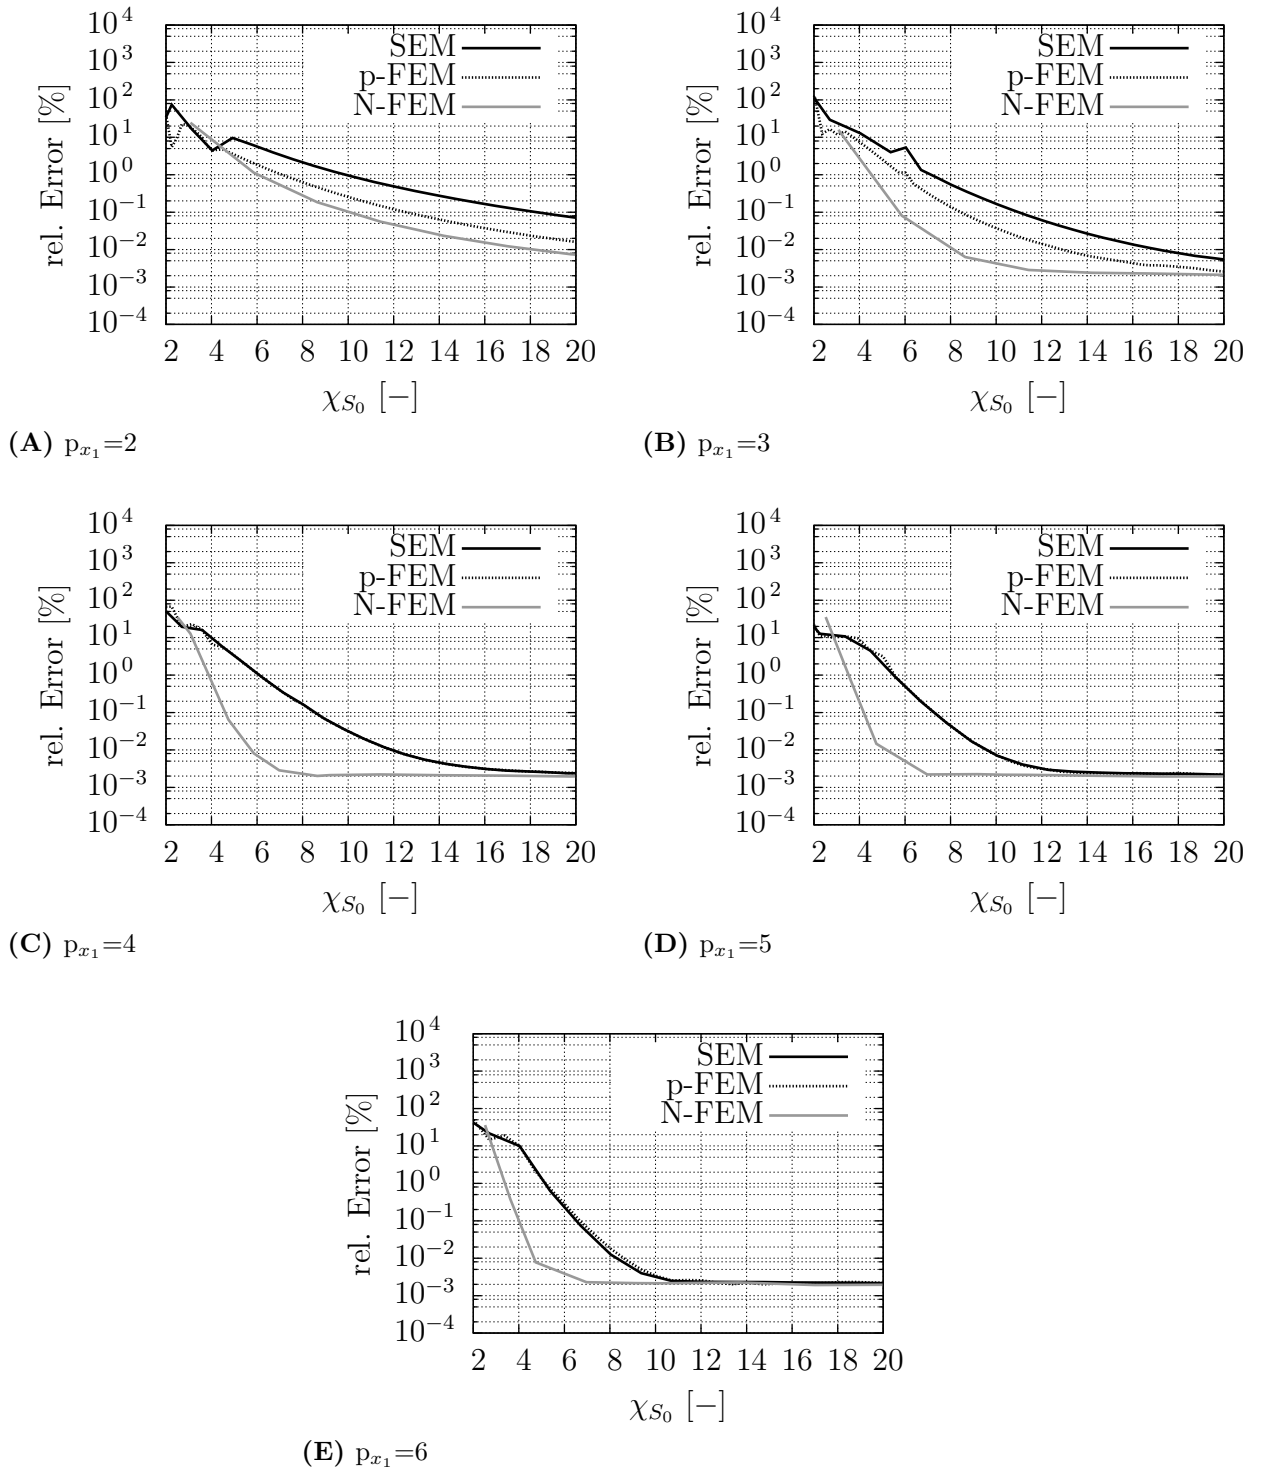 10^4
10^3
10^2
10^1
10^0
10^−1
10^−2
10^−3
10^−4
rel. Error [%]
SEM
p-FEM
N-FEM
2 4 6 8 10 12 14 16 18 20
χ_{S_0} [−]
(A) p_{x_1}=2
10^4
10^3
10^2
10^1
10^0
10^−1
10^−2
10^−3
10^−4
rel. Error [%]
SEM
p-FEM
N-FEM
2 4 6 8 10 12 14 16 18 20
χ_{S_0} [−]
(B) p_{x_1}=3
10^4
10^3
10^2
10^1
10^0
10^−1
10^−2
10^−3
10^−4
rel. Error [%]
SEM
p-FEM
N-FEM
2 4 6 8 10 12 14 16 18 20
χ_{S_0} [−]
(C) p_{x_1}=4
10^4
10^3
10^2
10^1
10^0
10^−1
10^−2
10^−3
10^−4
rel. Error [%]
SEM
p-FEM
N-FEM
2 4 6 8 10 12 14 16 18 20
χ_{S_0} [−]
(D) p_{x_1}=5
10^4
10^3
10^2
10^1
10^0
10^−1
10^−2
10^−3
10^−4
rel. Error [%]
SEM
p-FEM
N-FEM
2 4 6 8 10 12 14 16 18 20
χ_{S_0} [−]
(E) p_{x_1}=6